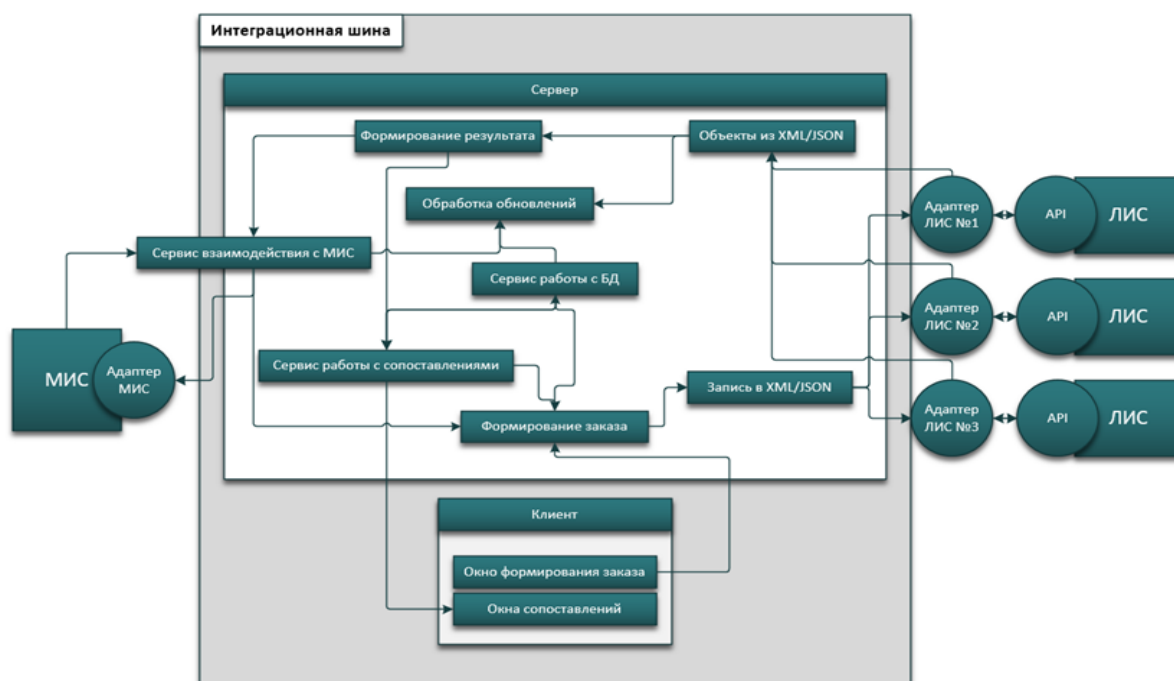 Интеграционная шина
Сервер
Формирование результата
Объекты из XML/JSON
Обработка обновлений
Адаптер
ЛИС №1
API
ЛИС
Сервис взаимодействия с МИС
Сервис работы с БД
Адаптер
ЛИС №2
API
ЛИС
МИС
Адаптер
МИС
Сервис работы с сопоставлениями
Запись в XML/JSON
Формирование заказа
Адаптер
ЛИС №3
API
ЛИС
Клиент
Окно формирования заказа
Окна сопоставлений